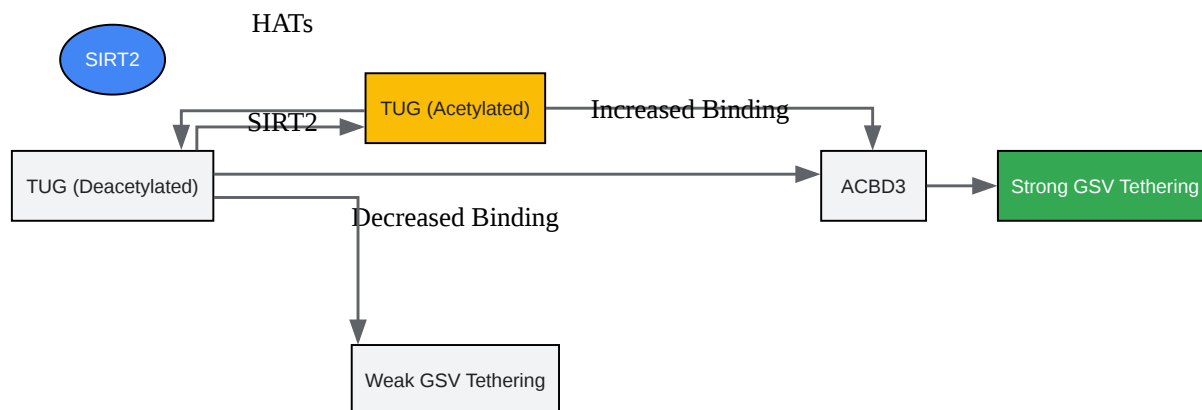 HATs
SIRT2
TUG (Acetylated)
Increased Binding
SIRT2
TUG (Deacetylated)
ACBD3
Strong GSV Tethering
Decreased Binding
Weak GSV Tethering